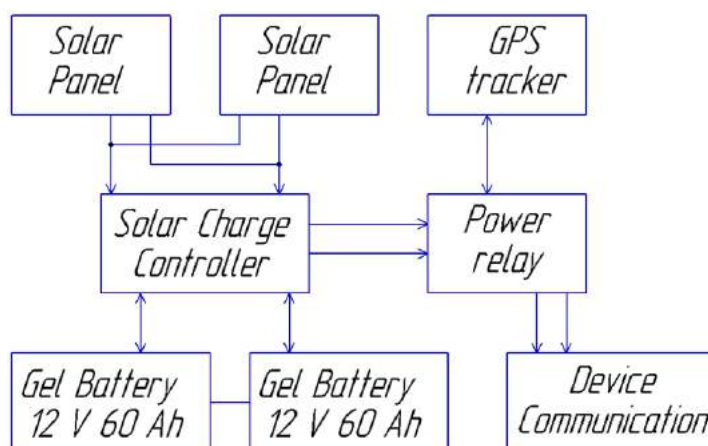 Solar
Panel
Solar
Panel
GPS
tracker
Solar Charge
Controller
Power
relay
Gel Battery
12 V 60 Ah
Gel Battery
12 V 60 Ah
Device
Communication